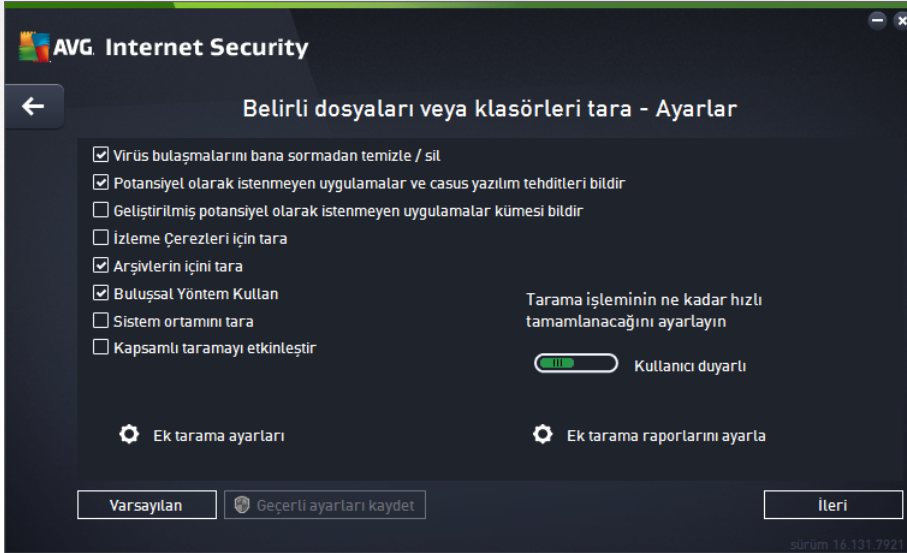 AVG. Internet Security
Belirli dosyaları veya klasörleri tara - Ayarlar
Virüs bulaşmalarını bana sormadan temizle / sil
Potansiyel olarak istenmeyen uygulamalar ve casus yazılım tehditleri bildir
Geliştirilmiş potansiyel olarak istenmeyen uygulamalar kümesi bildir
İzleme Çerezleri için tara
Arşivlerin içini tara
Buluşsal Yöntem Kullan
Sistem ortamını tara
Kapsamlı taramayı etkinleştir
Tarama işleminin ne kadar hızlı
tamamlanacağını ayarlayın
Kullanıcı duyarlı
Ek tarama ayarları
Ek tarama raporlarını ayarla
Varsayılan
Geçerli ayarları kaydet
İleri
sürüm 16.131.7921